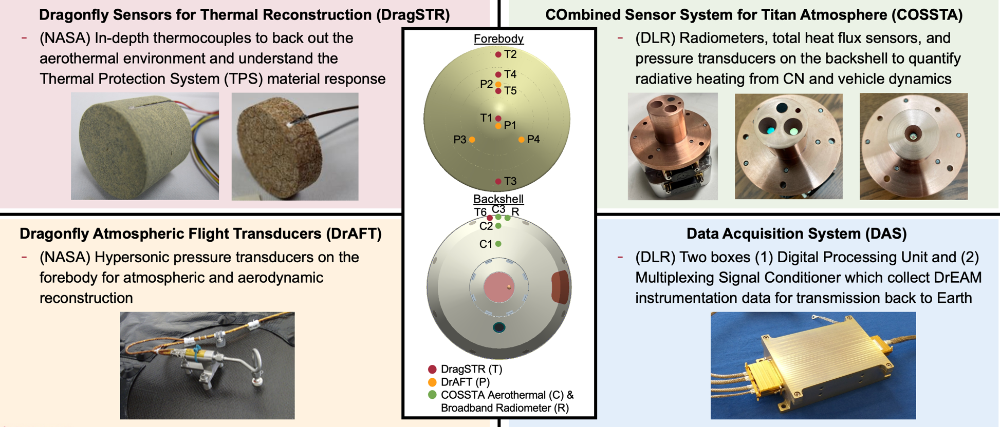 Dragonfly Sensors for Thermal Reconstruction (DragSTR)
- (NASA) In-depth thermocouples to back out the
aerothermal environment and understand the
Thermal Protection System (TPS) material response
COmbined Sensor System for Titan Atmosphere (COSSTA)
- (DLR) Radiometers, total heat flux sensors, and
pressure transducers on the backshell to quantify
radiative heating from CN and vehicle dynamics
Forebody
T2
T4
P2
T5
T1
P1
P3
P4
T3
Backshell
T6
C3
R
C2
C1
DragSTR (T)
DrAFT (P)
COSSTA Aerothermal (C) &
Broadband Radiometer (R)
Dragonfly Atmospheric Flight Transducers (DrAFT)
- (NASA) Hypersonic pressure transducers on the
forebody for atmospheric and aerodynamic
reconstruction
Data Acquisition System (DAS)
- (DLR) Two boxes (1) Digital Processing Unit and (2)
Multiplexing Signal Conditioner which collect DrEAM
instrumentation data for transmission back to Earth